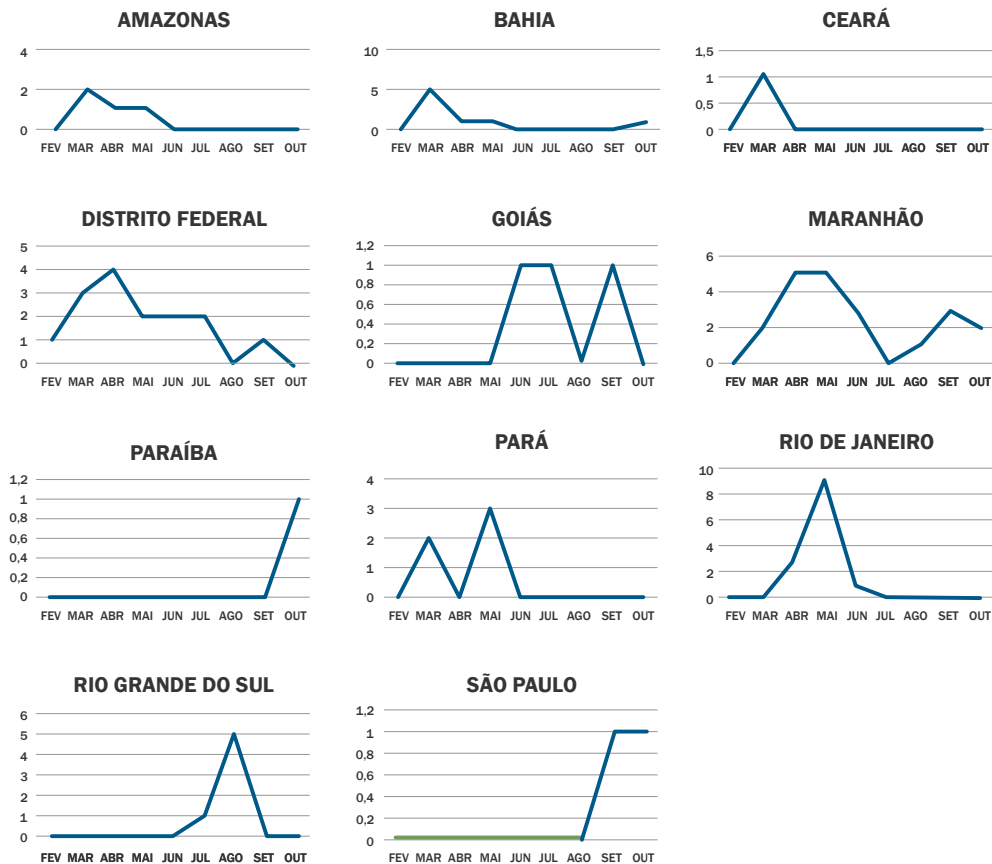 AMAZONAS
4
2
0
FEV MAR ABR MAI JUN JUL AGO SET OUT
BAHIA
10
5
0
FEV MAR ABR MAI JUN JUL AGO SET OUT
CEARÁ
1,5
1
0,5
0
FEV MAR ABR MAI JUN JUL AGO SET OUT
DISTRITO FEDERAL
5
4
3
2
1
0
FEV MAR ABR MAI JUN JUL AGO SET OUT
GOIÁS
1,2
1
0,8
0,6
0,4
0,2
0
FEV MAR ABR MAI JUN JUL AGO SET OUT
MARANHÃO
6
4
2
0
FEV MAR ABR MAI JUN JUL AGO SET OUT
PARAÍBA
1,2
1
0,8
0,6
0,4
0,2
0
FEV MAR ABR MAI JUN JUL AGO SET OUT
PARÁ
4
3
2
1
0
FEV MAR ABR MAI JUN JUL AGO SET OUT
RIO DE JANEIRO
10
8
6
4
2
0
FEV MAR ABR MAI JUN JUL AGO SET OUT
RIO GRANDE DO SUL
6
5
4
3
2
1
0
FEV MAR ABR MAI JUN JUL AGO SET OUT
SÃO PAULO
1,2
1
0,8
0,6
0,4
0,2
0
FEV MAR ABR MAI JUN JUL AGO SET OUT